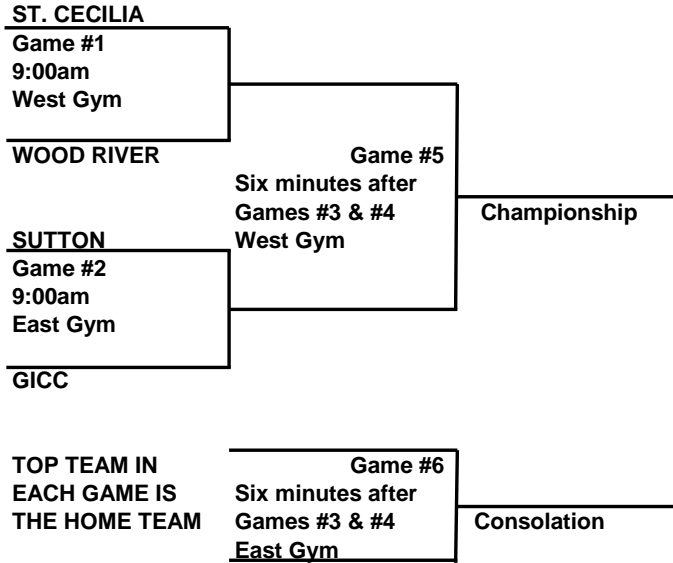 ST. CECILIA
Game #1
9:00am
West Gym
WOOD RIVER
Game #5
Six minutes after
Games #3 & #4
West Gym
Championship
SUTTON
Game #2
9:00am
East Gym
GICC
TOP TEAM IN
EACH GAME IS
THE HOME TEAM
Game #6
Six minutes after
Games #3 & #4
East Gym
Consolation